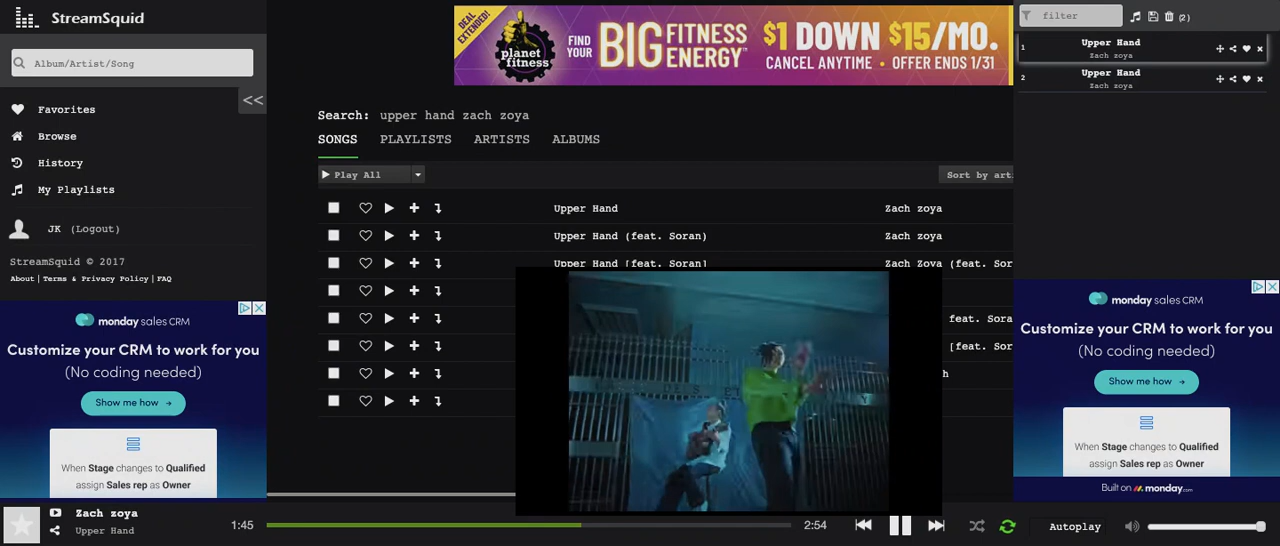 StreamSquid
Album/Artist/Song
<<
Favorites
Browse
History
My Playlists
JK (Logout)
StreamSquid © 2017
About | Terms & Privacy Policy | FAQ
monday sales CRM
Customize your CRM to work for you
(No coding needed)
Show me how →
When Stage changes to Qualified
assign Sales rep as Owner
DEAL EXTENDED!
planet fitness
FIND YOUR BIG FITNESS ENERGY
$1 DOWN $15/MO.
CANCEL ANYTIME • OFFER ENDS 1/31
Search: upper hand zach zoya
SONGS PLAYLISTS ARTISTS ALBUMS
Play All
Sort by art
Upper Hand Zach zoya
Upper Hand (feat. Soran) Zach zoya
Upper Hand [feat. Soran] Zach Zoya (feat. Sor
feat. Sora
[feat. Sor
h
filter
(2)
1 Upper Hand
Zach zoya
2 Upper Hand
Zach zoya
monday sales CRM
Customize your CRM to work for you
(No coding needed)
Show me how →
When Stage changes to Qualified
assign Sales rep as Owner
Built on monday.com
Zach zoya
Upper Hand
1:45
2:54
Autoplay